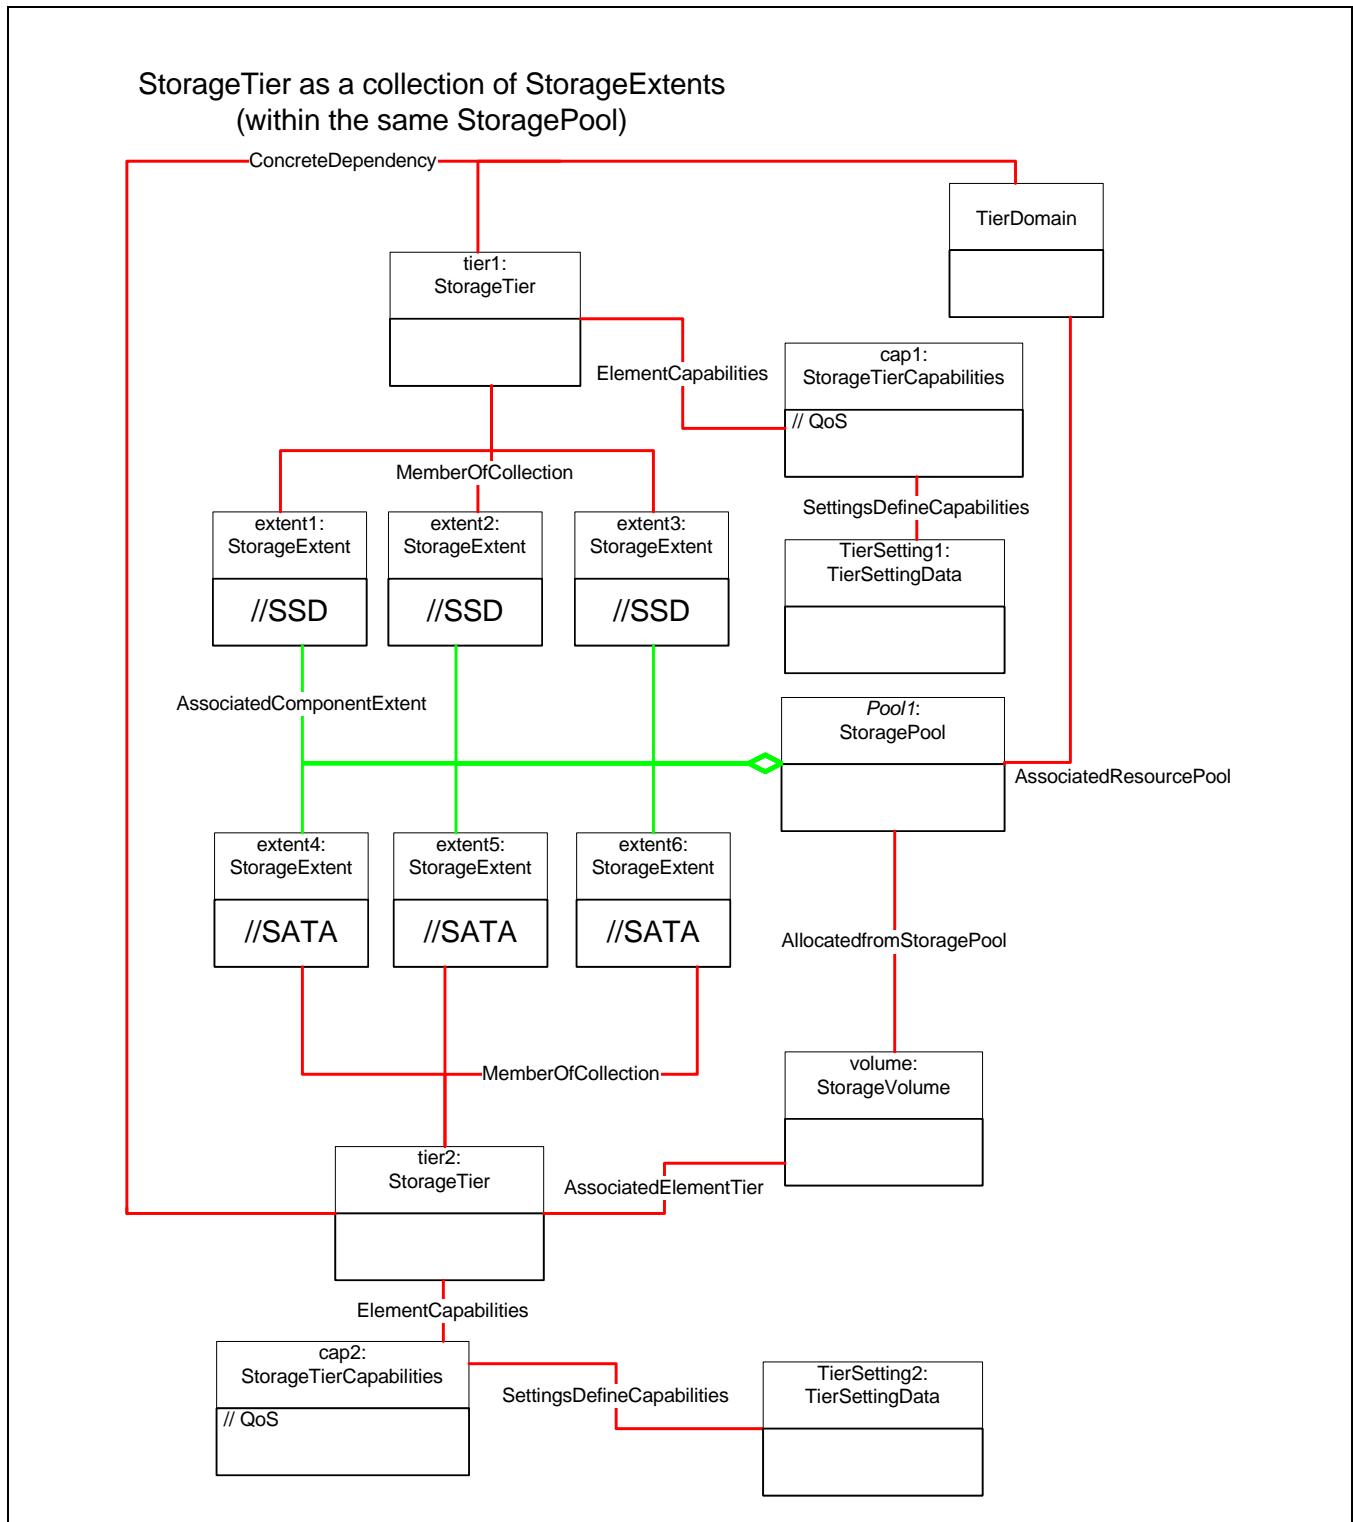 StorageTier as a collection of StorageExtents
(within the same StoragePool)
ConcreteDependency
TierDomain
tier1:
StorageTier
ElementCapabilities
cap1:
StorageTierCapabilities
// QoS
MemberOfCollection
SettingsDefineCapabilities
extent1:
StorageExtent
//SSD
extent2:
StorageExtent
//SSD
extent3:
StorageExtent
//SSD
TierSetting1:
TierSettingData
AssociatedComponentExtent
Pool1:
StoragePool
AssociatedResourcePool
extent4:
StorageExtent
//SATA
extent5:
StorageExtent
//SATA
extent6:
StorageExtent
//SATA
AllocatedfromStoragePool
MemberOfCollection
volume:
StorageVolume
tier2:
StorageTier
AssociatedElementTier
ElementCapabilities
cap2:
StorageTierCapabilities
// QoS
SettingsDefineCapabilities
TierSetting2:
TierSettingData